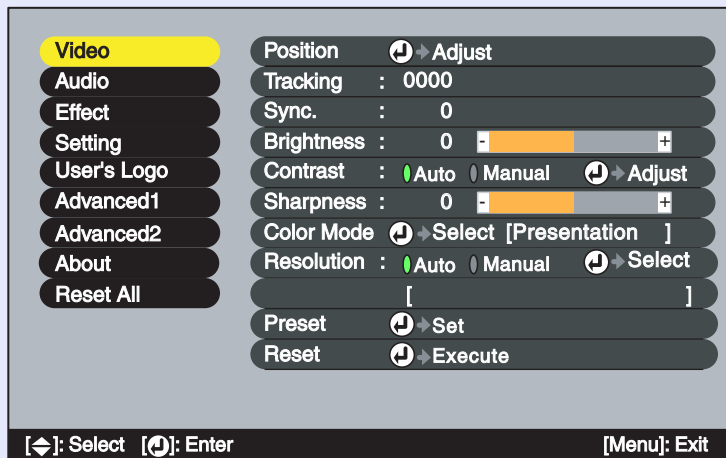 Video
Audio
Effect
Setting
User's Logo
Advanced1
Advanced2
About
Reset All
Position Adjust
Tracking : 0000
Sync. : 0
Brightness : 0 - +
Contrast : Auto Manual Adjust
Sharpness : 0 - +
Color Mode Select [Presentation ]
Resolution : Auto Manual Select
[ ]
Preset Set
Reset Execute
[ ]: Select [ ]: Enter [Menu]: Exit